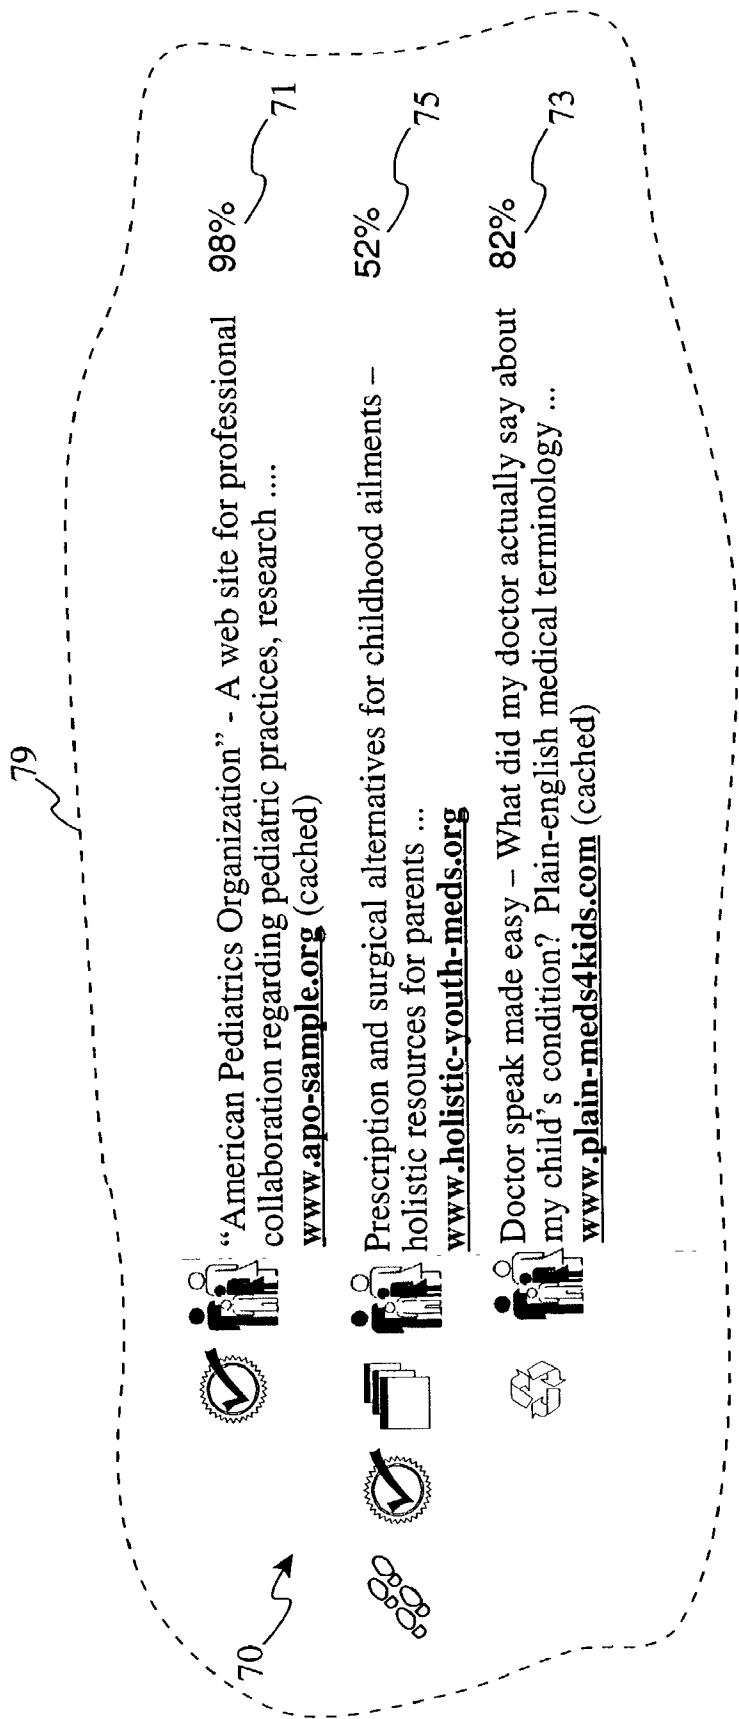 79
"American Pediatrics Organization" - A web site for professional 98%
collaboration regarding pediatric practices, research ....
www.apo-sample.org (cached)
71
Prescription and surgical alternatives for childhood ailments – 52%
holistic resources for parents ...
www.holistic-youth-meds.org
75
Doctor speak made easy – What did my doctor actually say about 82%
my child's condition? Plain-english medical terminology ...
www.plain-meds4kids.com (cached)
73
70